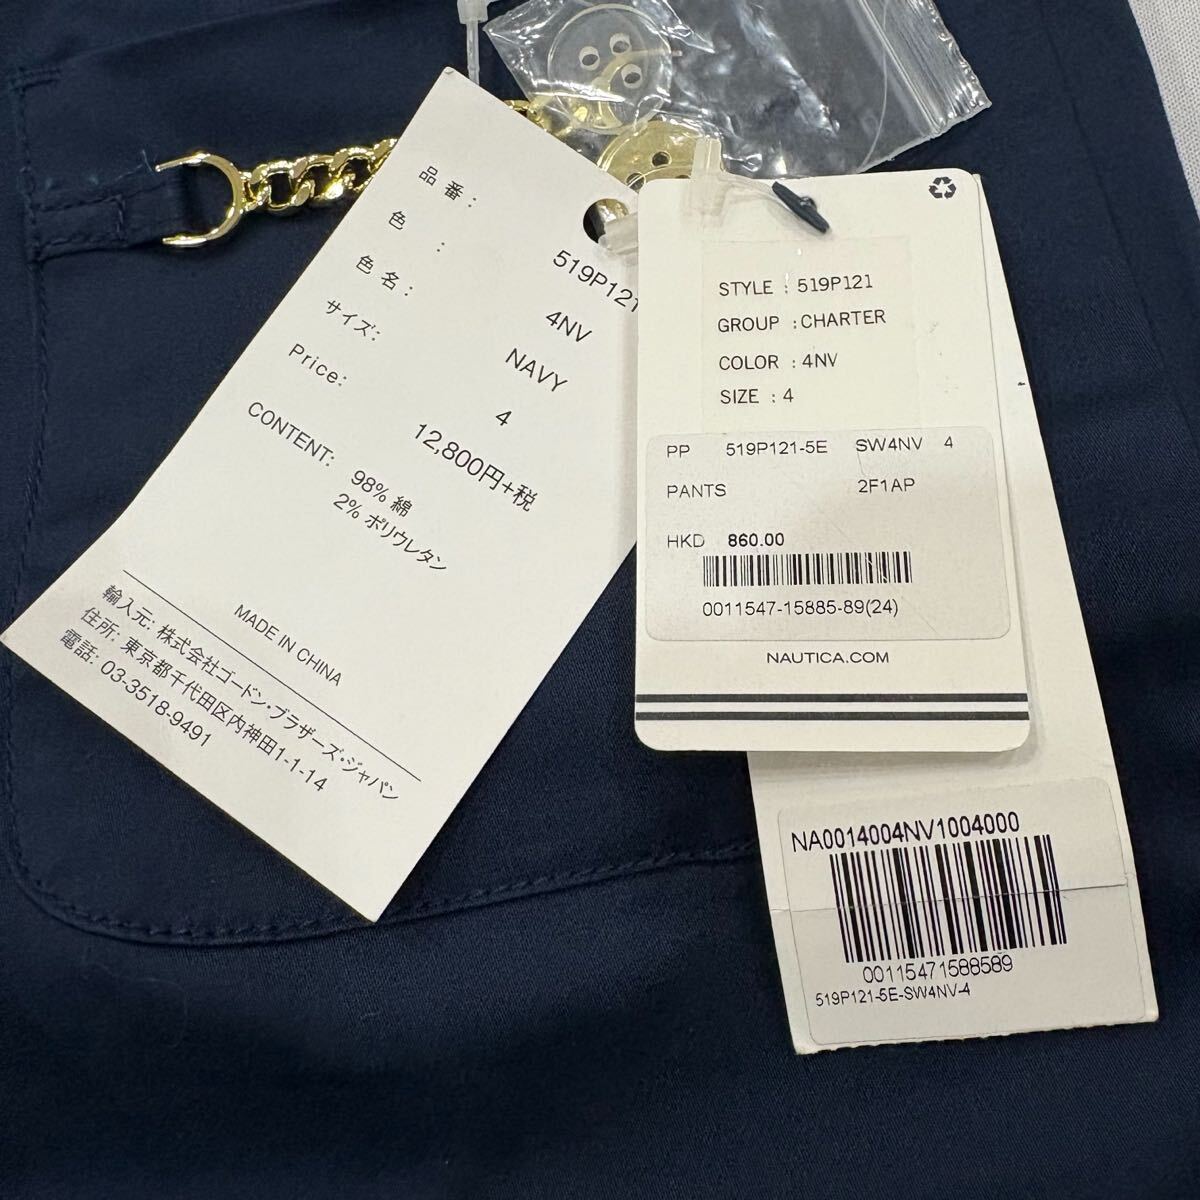 品 番: 519P121
色 : 4NV
色 名: NAVY
サイズ: 4
Price: 12,800円+税
CONTENT: 98% 綿
2% ポリウレタン
MADE IN CHINA
輸入元: 株式会社ゴードン・ブラザーズ・ジャパン
住所: 東京都千代田区内神田1-1-14
電話: 03-3518-9491
STYLE : 519P121
GROUP : CHARTER
COLOR : 4NV
SIZE : 4
PP 519P121-5E SW4NV 4
PANTS 2F1AP
HKD 860.00
0011547-15885-89(24)
NAUTICA.COM
NA0014004NV1004000
00115471588589
519P121-5E-SW4NV-4